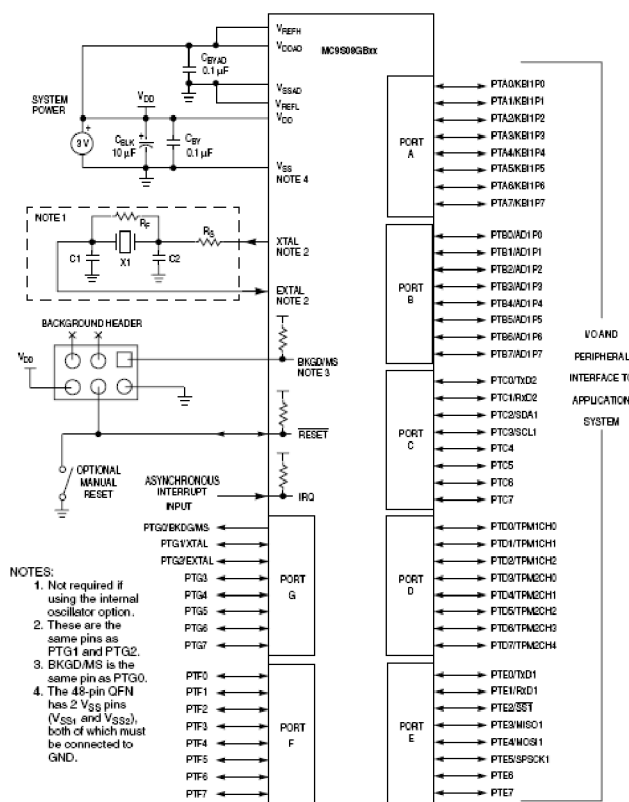 MC9S08GBxx
VREFH
VDDAD
CBYAD
0.1 µF
VSSAD
VREFL
SYSTEM
POWER
VDD
VDD
3 V
CBLK
10 µF
CBY
0.1 µF
VSS
NOTE 4
NOTE 1
RF
RS
C1
X1
C2
XTAL
NOTE 2
EXTAL
NOTE 2
BACKGROUND HEADER
VDD
BKGD/MS
NOTE 3
RESET
OPTIONAL
MANUAL
RESET
ASYNCHRONOUS
INTERRUPT
INPUT
IRQ
PORT
A
PTA0/KBI1P0
PTA1/KBI1P1
PTA2/KBI1P2
PTA3/KBI1P3
PTA4/KBI1P4
PTA5/KBI1P5
PTA6/KBI1P6
PTA7/KBI1P7
PORT
B
PTB0/AD1P0
PTB1/AD1P1
PTB2/AD1P2
PTB3/AD1P3
PTB4/AD1P4
PTB5/AD1P5
PTB6/AD1P6
PTB7/AD1P7
PORT
C
PTC0/TxD2
PTC1/RxD2
PTC2/SDA1
PTC3/SCL1
PTC4
PTC5
PTC6
PTC7
PORT
D
PTD0/TPM1CH0
PTD1/TPM1CH1
PTD2/TPM1CH2
PTD3/TPM2CH0
PTD4/TPM2CH1
PTD5/TPM2CH2
PTD6/TPM2CH3
PTD7/TPM2CH4
PORT
E
PTE0/TxD1
PTE1/RxD1
PTE2/SS1
PTE3/MISO1
PTE4/MOSI1
PTE5/SPSCK1
PTE6
PTE7
I/O AND
PERIPHERAL
INTERFACE TO
APPLICATION
SYSTEM
PTG0/BKDG/MS
PTG1/XTAL
PTG2/EXTAL
PTG3
PTG4
PTG5
PTG6
PTG7
PORT
G
PTF0
PTF1
PTF2
PTF3
PTF4
PTF5
PTF6
PTF7
PORT
F
NOTES:
1. Not required if
using the internal
oscillator option.
2. These are the
same pins as
PTG1 and PTG2.
3. BKGD/MS is the
same pin as PTG0.
4. The 48-pin QFN
has 2 VSS pins
(VSS1 and VSS2),
both of which must
be connected to
GND.